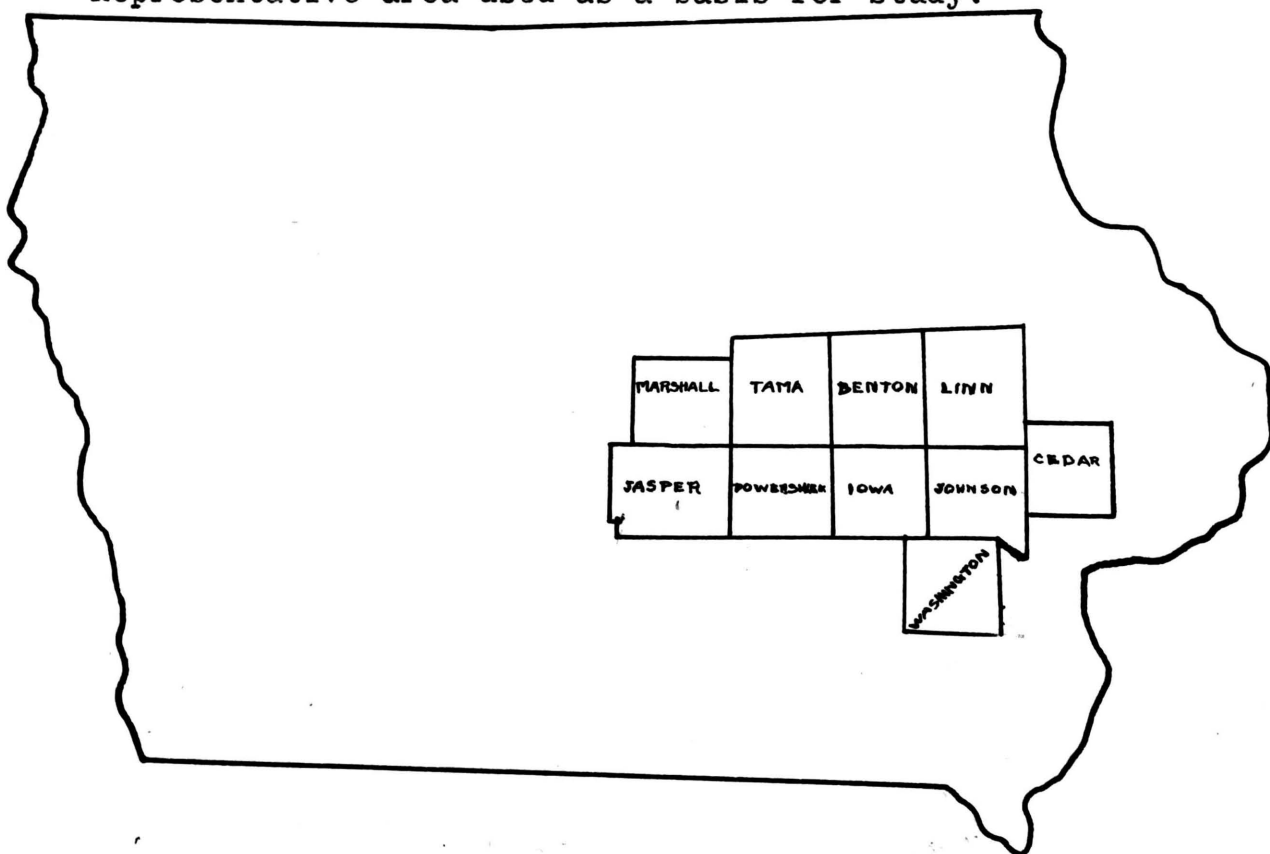 Representative area used as a basis for study.
MARSHALL TAMA BENTON LINN
CEDAR
JASPER POWESHIEK IOWA JOHNSON
WASHINGTON